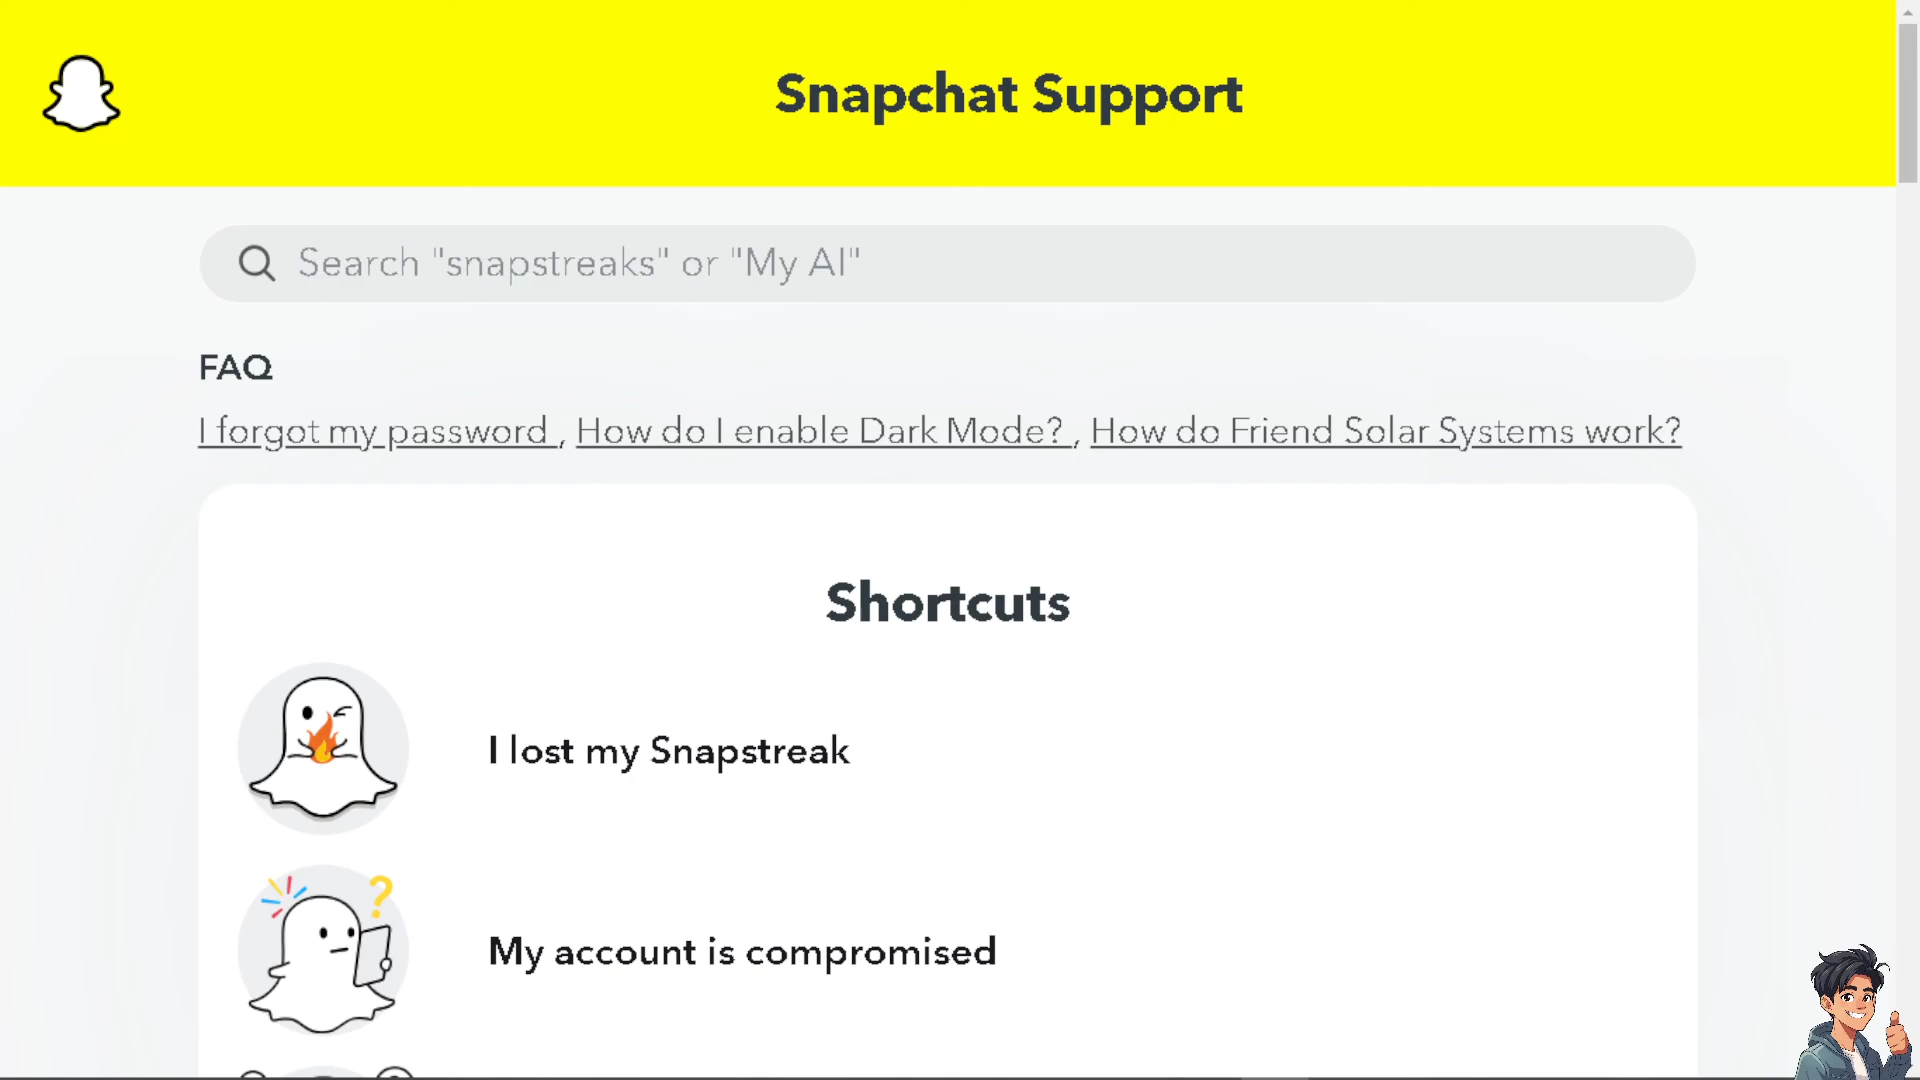 Snapchat Support
Search "snapstreaks" or "My AI"
FAQ
I forgot my password , How do I enable Dark Mode? , How do Friend Solar Systems work?
Shortcuts
I lost my Snapstreak
?
My account is compromised